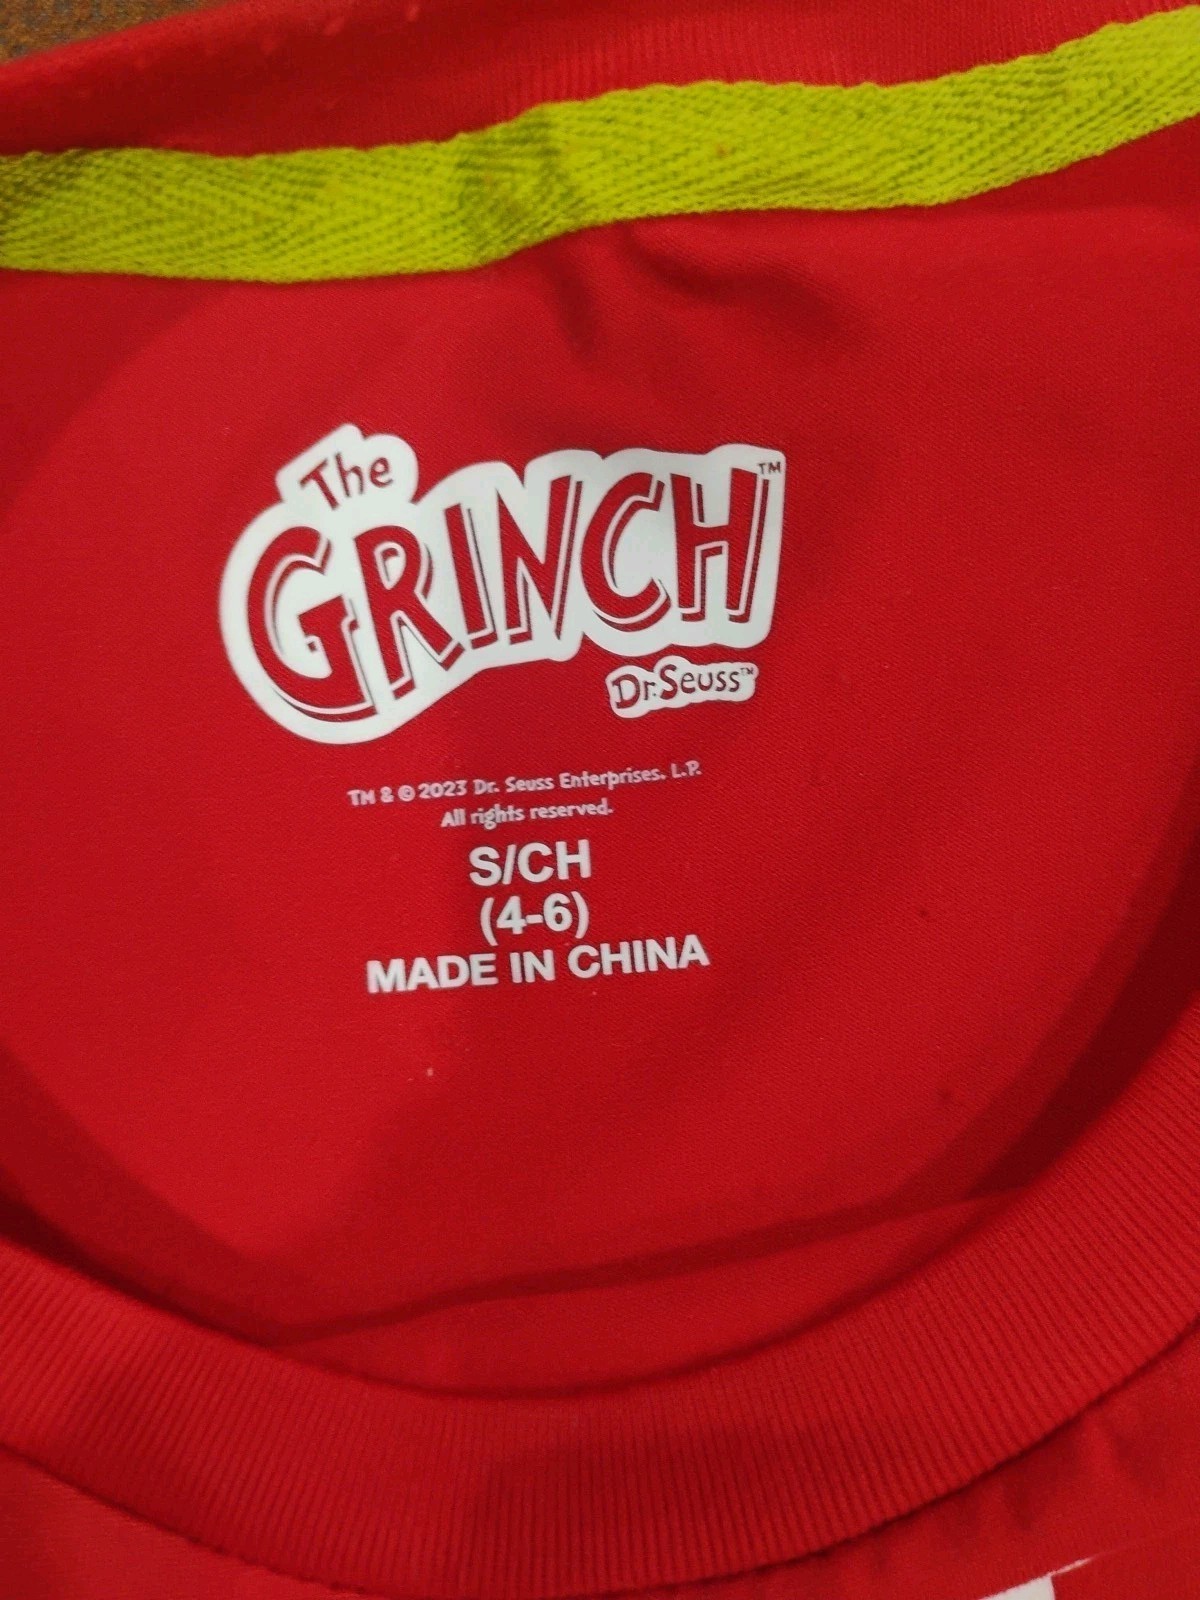 The
GRINCH™
Dr. Seuss™
TM & © 2023 Dr. Seuss Enterprises, L.P.
All rights reserved.
S/CH
(4-6)
MADE IN CHINA